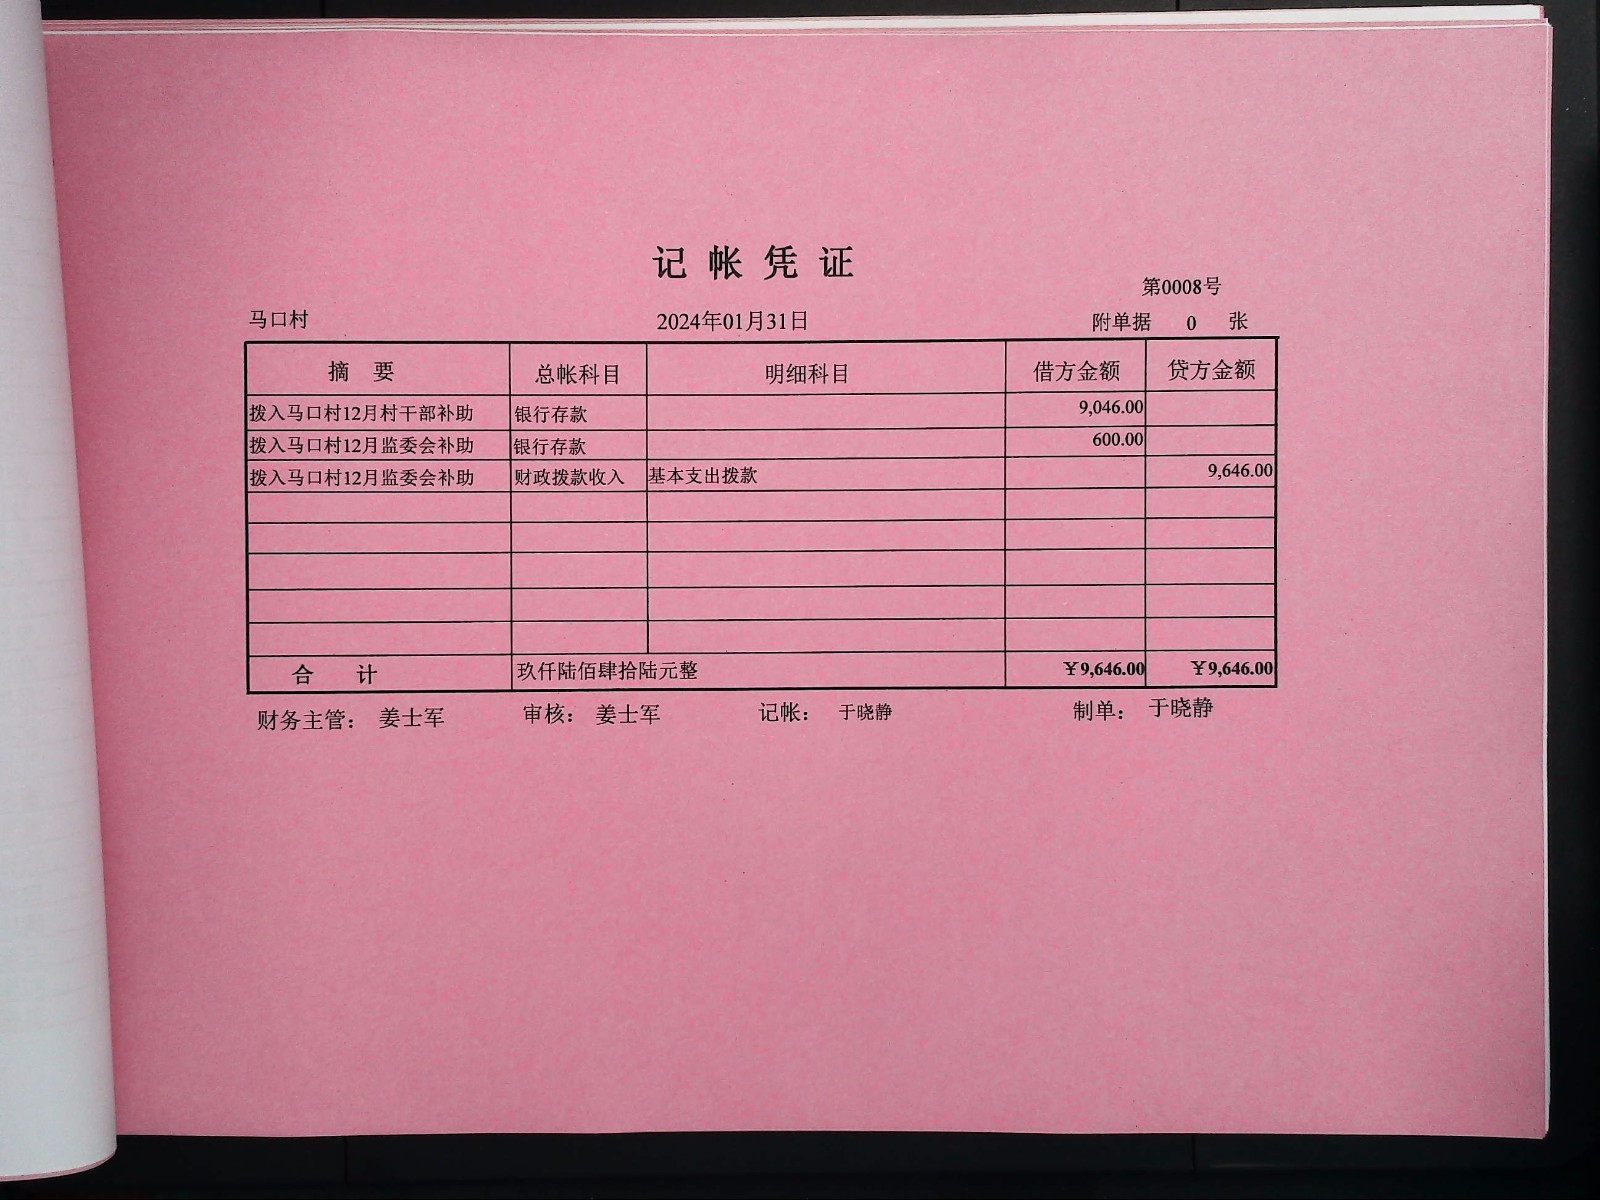 记帐凭证
第0008号
马口村 2024年01月31日 附单据 0 张
摘 要 总帐科目 明细科目 借方金额 贷方金额
拨入马口村12月村干部补助 银行存款 9,046.00
拨入马口村12月监委会补助 银行存款 600.00
拨入马口村12月监委会补助 财政拨款收入 基本支出拨款 9,646.00
合 计 玖仟陆佰肆拾陆元整 ￥9,646.00 ￥9,646.00
财务主管： 姜士军 审核： 姜士军 记帐： 于晓静 制单： 于晓静